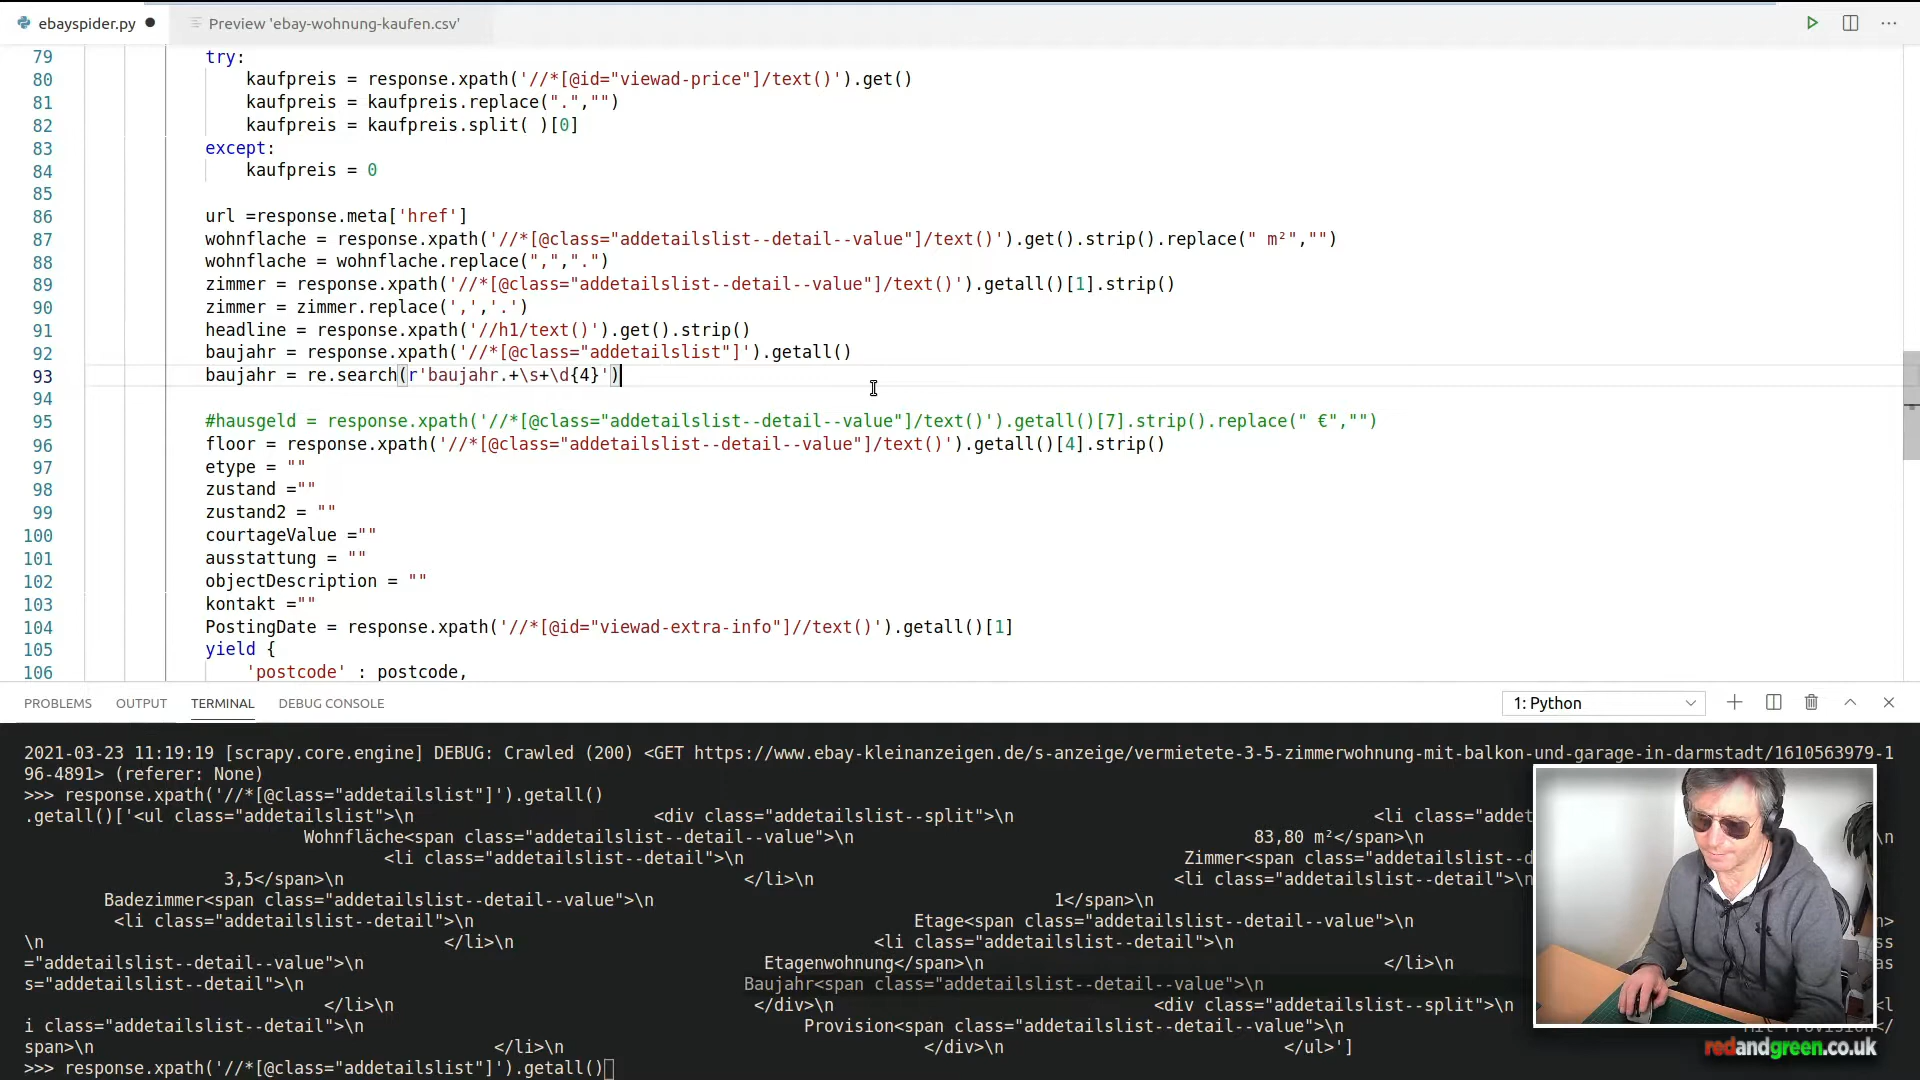 ebayspider.py
Preview 'ebay-wohnung-kaufen.csv'
79 try:
80 kaufpreis = response.xpath('//*[@id="viewad-price"]/text()').get()
81 kaufpreis = kaufpreis.replace(".","")
82 kaufpreis = kaufpreis.split( )[0]
83 except:
84 kaufpreis = 0
85
86 url =response.meta['href']
87 wohnflache = response.xpath('//*[@class="addetailslist--detail--value"]/text()').get().strip().replace(" m²","")
88 wohnflache = wohnflache.replace(",",".")
89 zimmer = response.xpath('//*[@class="addetailslist--detail--value"]/text()').getall()[1].strip()
90 zimmer = zimmer.replace(',','.')
91 headline = response.xpath('//h1/text()').get().strip()
92 baujahr = response.xpath('//*[@class="addetailslist"]').getall()
93 baujahr = re.search(r'baujahr.+\s+\d{4}')
94
95 #hausgeld = response.xpath('//*[@class="addetailslist--detail--value"]/text()').getall()[7].strip().replace(" €","")
96 floor = response.xpath('//*[@class="addetailslist--detail--value"]/text()').getall()[4].strip()
97 etype = ""
98 zustand =""
99 zustand2 = ""
100 courtageValue =""
101 ausstattung = ""
102 objectDescription = ""
103 kontakt =""
104 PostingDate = response.xpath('//*[@id="viewad-extra-info"]//text()').getall()[1]
105 yield {
106 'postcode' : postcode,
PROBLEMS OUTPUT TERMINAL DEBUG CONSOLE 1: Python
2021-03-23 11:19:19 [scrapy.core.engine] DEBUG: Crawled (200) <GET https://www.ebay-kleinanzeigen.de/s-anzeige/vermietete-3-5-zimmerwohnung-mit-balkon-und-garage-in-darmstadt/1610563979-1
96-4891> (referer: None)
>>> response.xpath('//*[@class="addetailslist"]').getall()
.getall()['<ul class="addetailslist">\n <div class="addetailslist--split">\n <li class="addet
Wohnfläche<span class="addetailslist--detail--value">\n 83,80 m²</span>\n \n
<li class="addetailslist--detail">\n Zimmer<span class="addetailslist--d
3,5</span>\n </li>\n <li class="addetailslist--detail">\n
Badezimmer<span class="addetailslist--detail--value">\n 1</span>\n
<li class="addetailslist--detail">\n Etage<span class="addetailslist--detail--value">\n n>
\n </li>\n <li class="addetailslist--detail">\n ss
="addetailslist--detail--value">\n Etagenwohnung</span>\n </li>\n as
s="addetailslist--detail">\n Baujahr<span class="addetailslist--detail--value">\n
</li>\n </div>\n <div class="addetailslist--split">\n <l
i class="addetailslist--detail">\n Provision<span class="addetailslist--detail--value">\n Mit Provision</
span>\n </li>\n </div>\n </ul>']
redandgreen.co.uk
>>> response.xpath('//*[@class="addetailslist"]').getall()